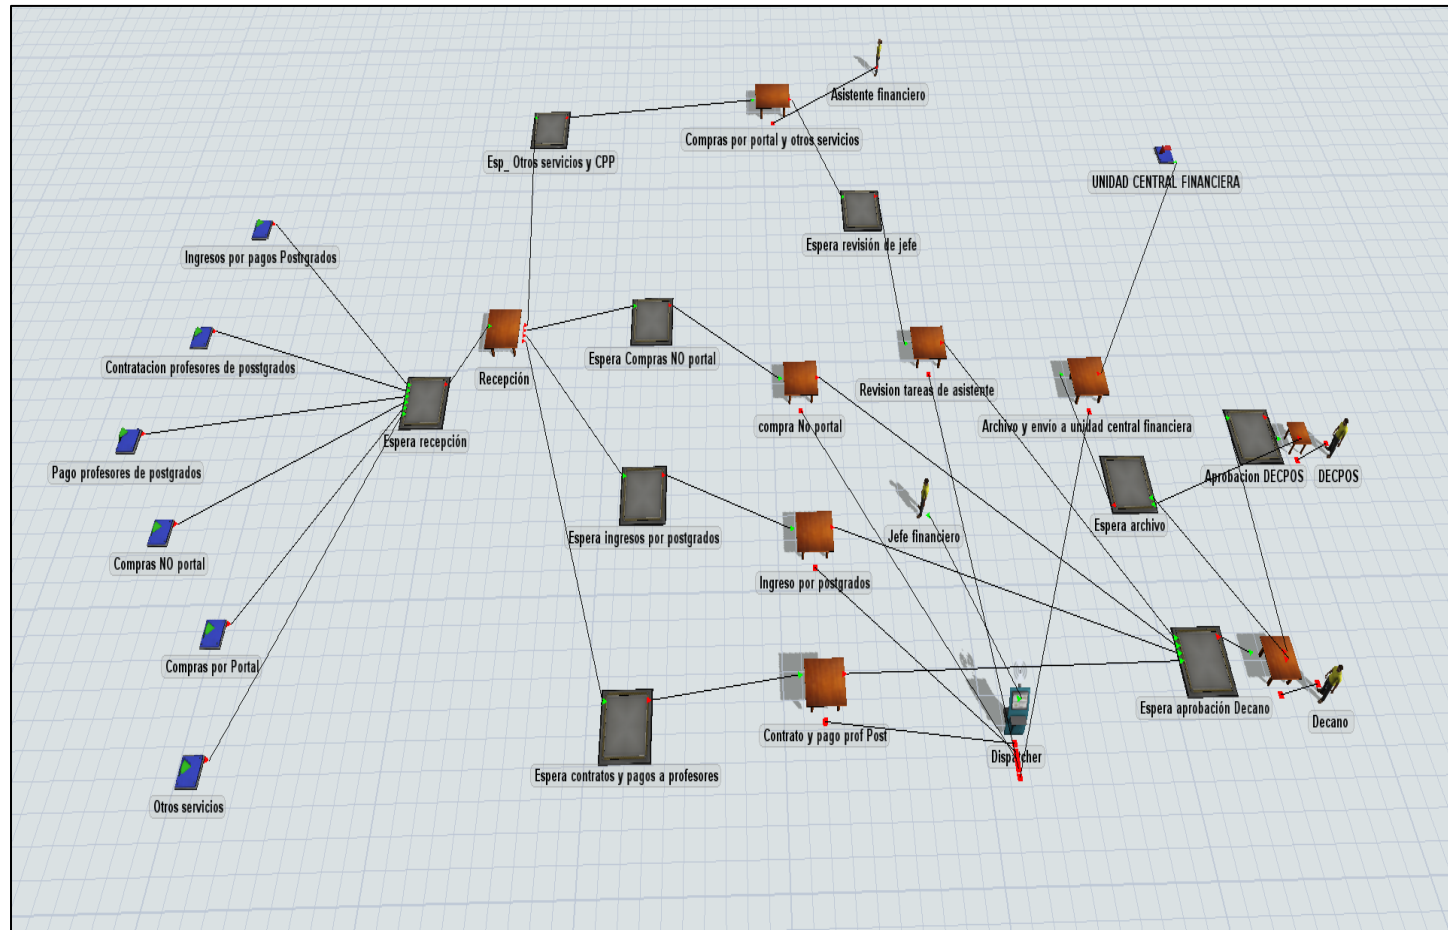 Asistente financiero
Compras por portal y otros servicios
Esp_ Otros servicios y CPP
UNIDAD CENTRAL FINANCIERA
Espera revisión de jefe
Ingresos por pagos Postrgrados
Contratacion profesores de posstgrados
Recepción
Espera Compras NO portal
Revision tareas de asistente
compra No portal
Archivo y envío a unidad central financiera
Espera recepción
Pago profesores de postgrados
Aprobacion DECPOS
DECPOS
Espera archivo
Espera ingresos por postgrados
Jefe financiero
Compras NO portal
Ingreso por postgrados
Compras por Portal
Espera aprobación Decano
Decano
Contrato y pago prof Post
Dispatcher
Espera contratos y pagos a profesores
Otros servicios